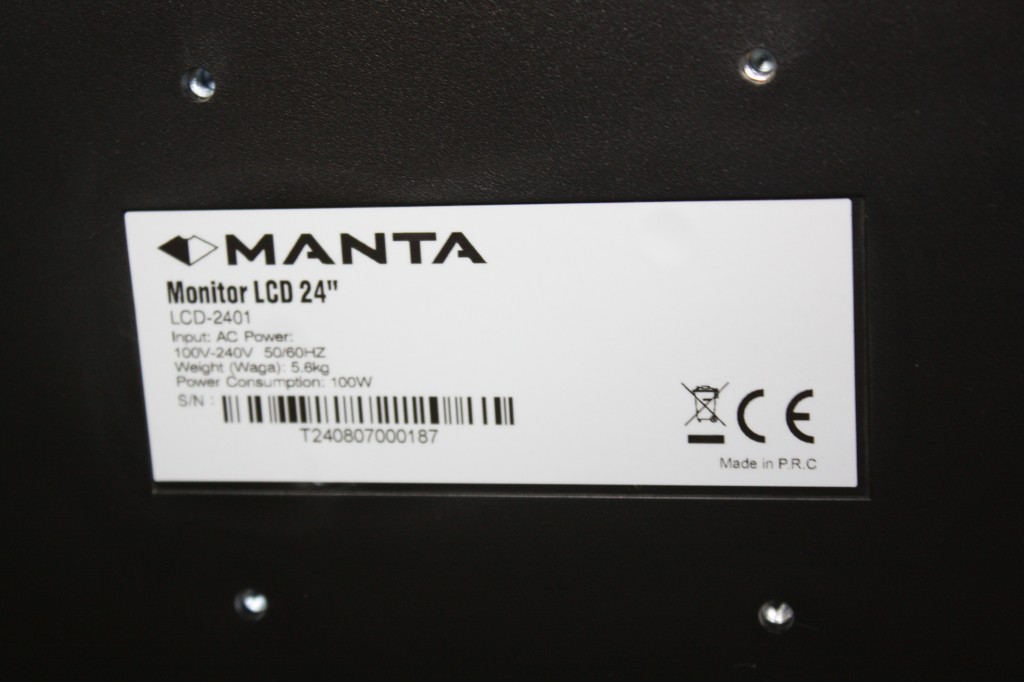 MANTA
Monitor LCD 24"
LCD-2401
Input: AC Power:
100V-240V 50/60HZ
Weight (Waga): 5.6kg
Power Consumption: 100W
S/N :
T240807000187
CE
Made in P.R.C